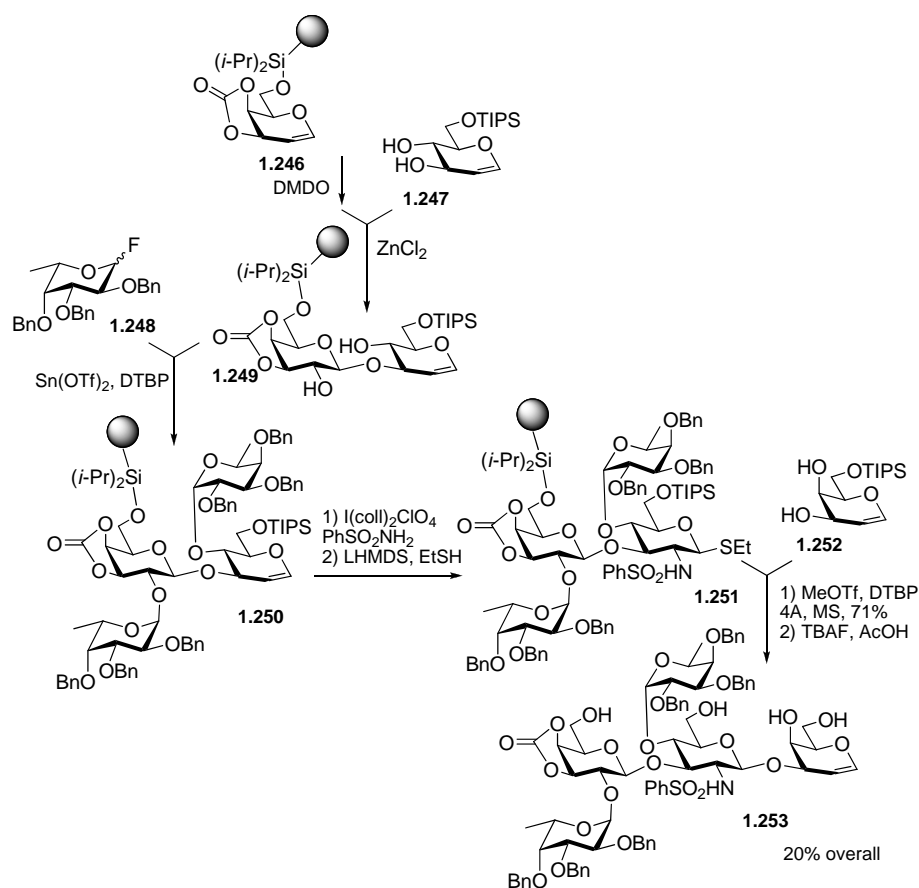 (i-Pr)2Si
O
O
O
O
O
1.246
DMDO
OTIPS
HO
O
HO
1.247
ZnCl2
F
O
OBn
BnO
OBn
1.248
Sn(OTf)2, DTBP
(i-Pr)2Si
O
O
O
O
O
O
HO
1.249
OTIPS
HO
O
O
(i-Pr)2Si
O
O
O
O
O
O
O
OBn
O
OBn
O
OBn
OTIPS
O
O
O
1.250
O
O
OBn
BnO
OBn
1) I(coll)2ClO4
PhSO2NH2
2) LHMDS, EtSH
(i-Pr)2Si
O
O
O
O
O
O
OBn
O
OBn
O
OBn
OTIPS
O
O
O
SEt
PhSO2HN
1.251
O
O
O
OBn
BnO
OBn
HO
OTIPS
O
HO
1.252
1) MeOTf, DTBP
4A, MS, 71%
2) TBAF, AcOH
OH
O
O
O
O
O
OBn
O
OBn
O
OBn
OH
O
O
O
O
PhSO2HN
HO
OH
O
O
O
O
OBn
BnO
OBn
1.253
20% overall